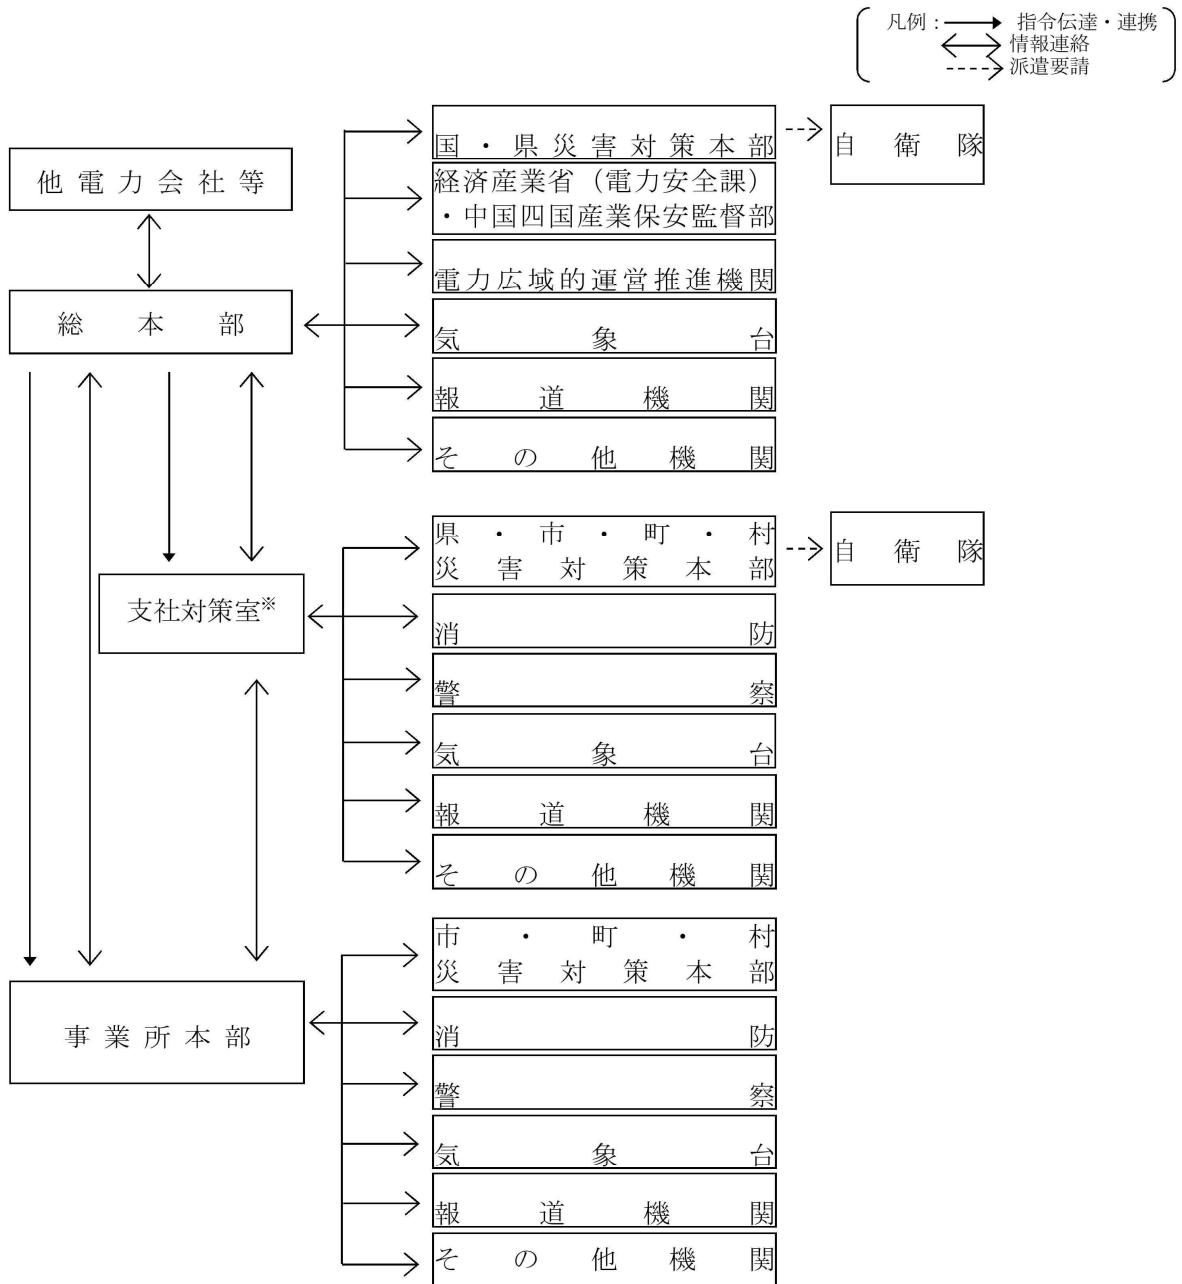 凡例：指令伝達・連携
情報連絡
派遣要請
他電力会社等
総本部
国・県災害対策本部
自衛隊
経済産業省（電力安全課）
・中国四国産業保安監督部
電力広域的運営推進機関
気象台
報道機関
その他機関
支社対策室※
県・市・町・村
災害対策本部
自衛隊
消防
警察
気象台
報道機関
その他機関
事業所本部
市・町・村
災害対策本部
消防
警察
気象台
報道機関
その他機関